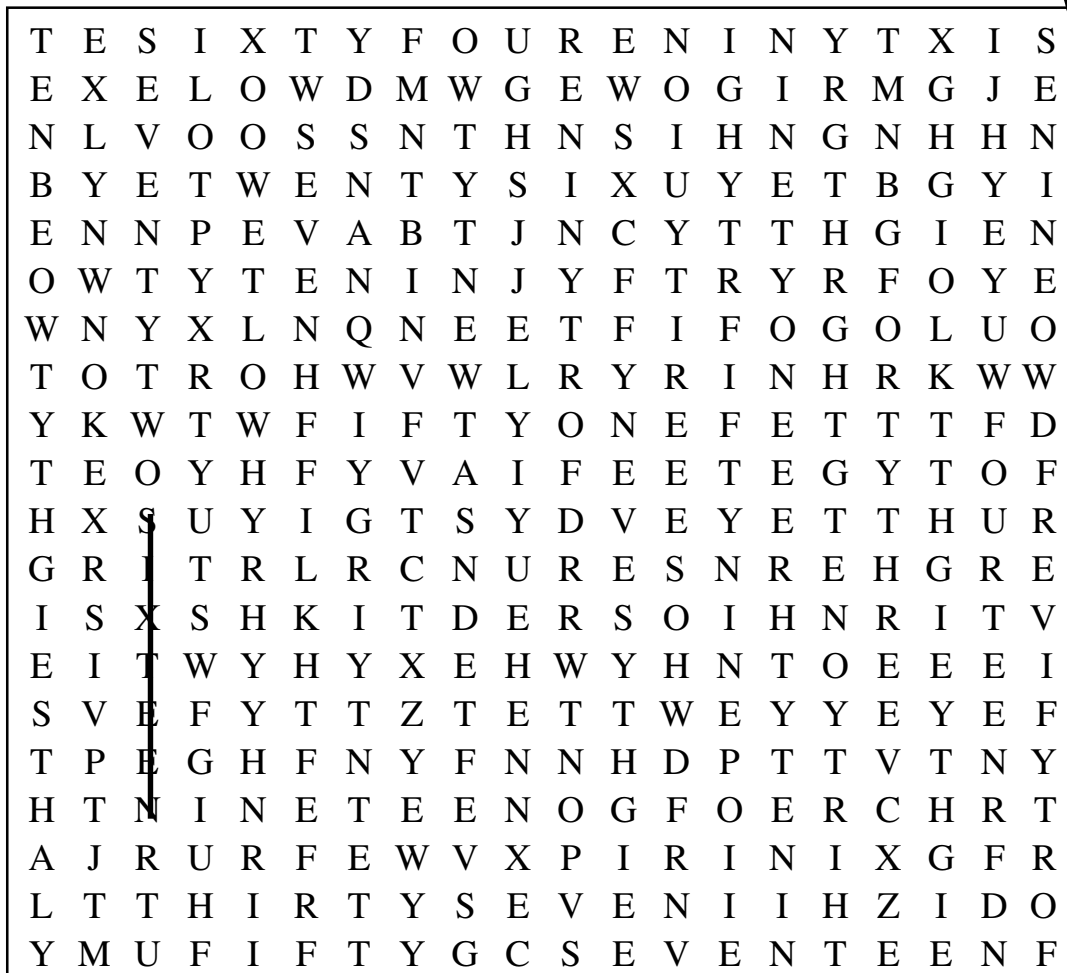 T E S I X T Y F O U R E N I N Y T X I S
E X E L O W D M W G E W O G I R M G J E
N L V O O S S N T H N S I H N G N H H N
B Y E T W E N T Y S I X U Y E T B G Y I
E N N P E V A B T J N C Y T T H G I E N
O W T Y T E N I N J Y F T R Y R F O Y E
W N Y X L N Q N E E T F I F O G O L U O
T O T R O H W V W L R Y R I N H R K W W
Y K W T W F I F T Y O N E F E T T T F D
T E O Y H F Y V A I F E E T E G Y T O F
H X S U Y I G T S Y D V E Y E T T H U R
G R I T R L R C N U R E S N R E H G R E
I S X S H K I T D E R S O I H N R I T V
E I T W Y H Y X E H W Y H N T O E E E I
S V E F Y T T Z T E T T W E Y Y E Y E F
T P E G H F N Y F N N H D P T T V T N Y
H T N I N E T E E N O G F O E R C H R T
A J R U R F E W V X P I R I N I X G F R
L T T H I R T Y S E V E N I I H Z I D O
Y M U F I F T Y G C S E V E N T E E N F